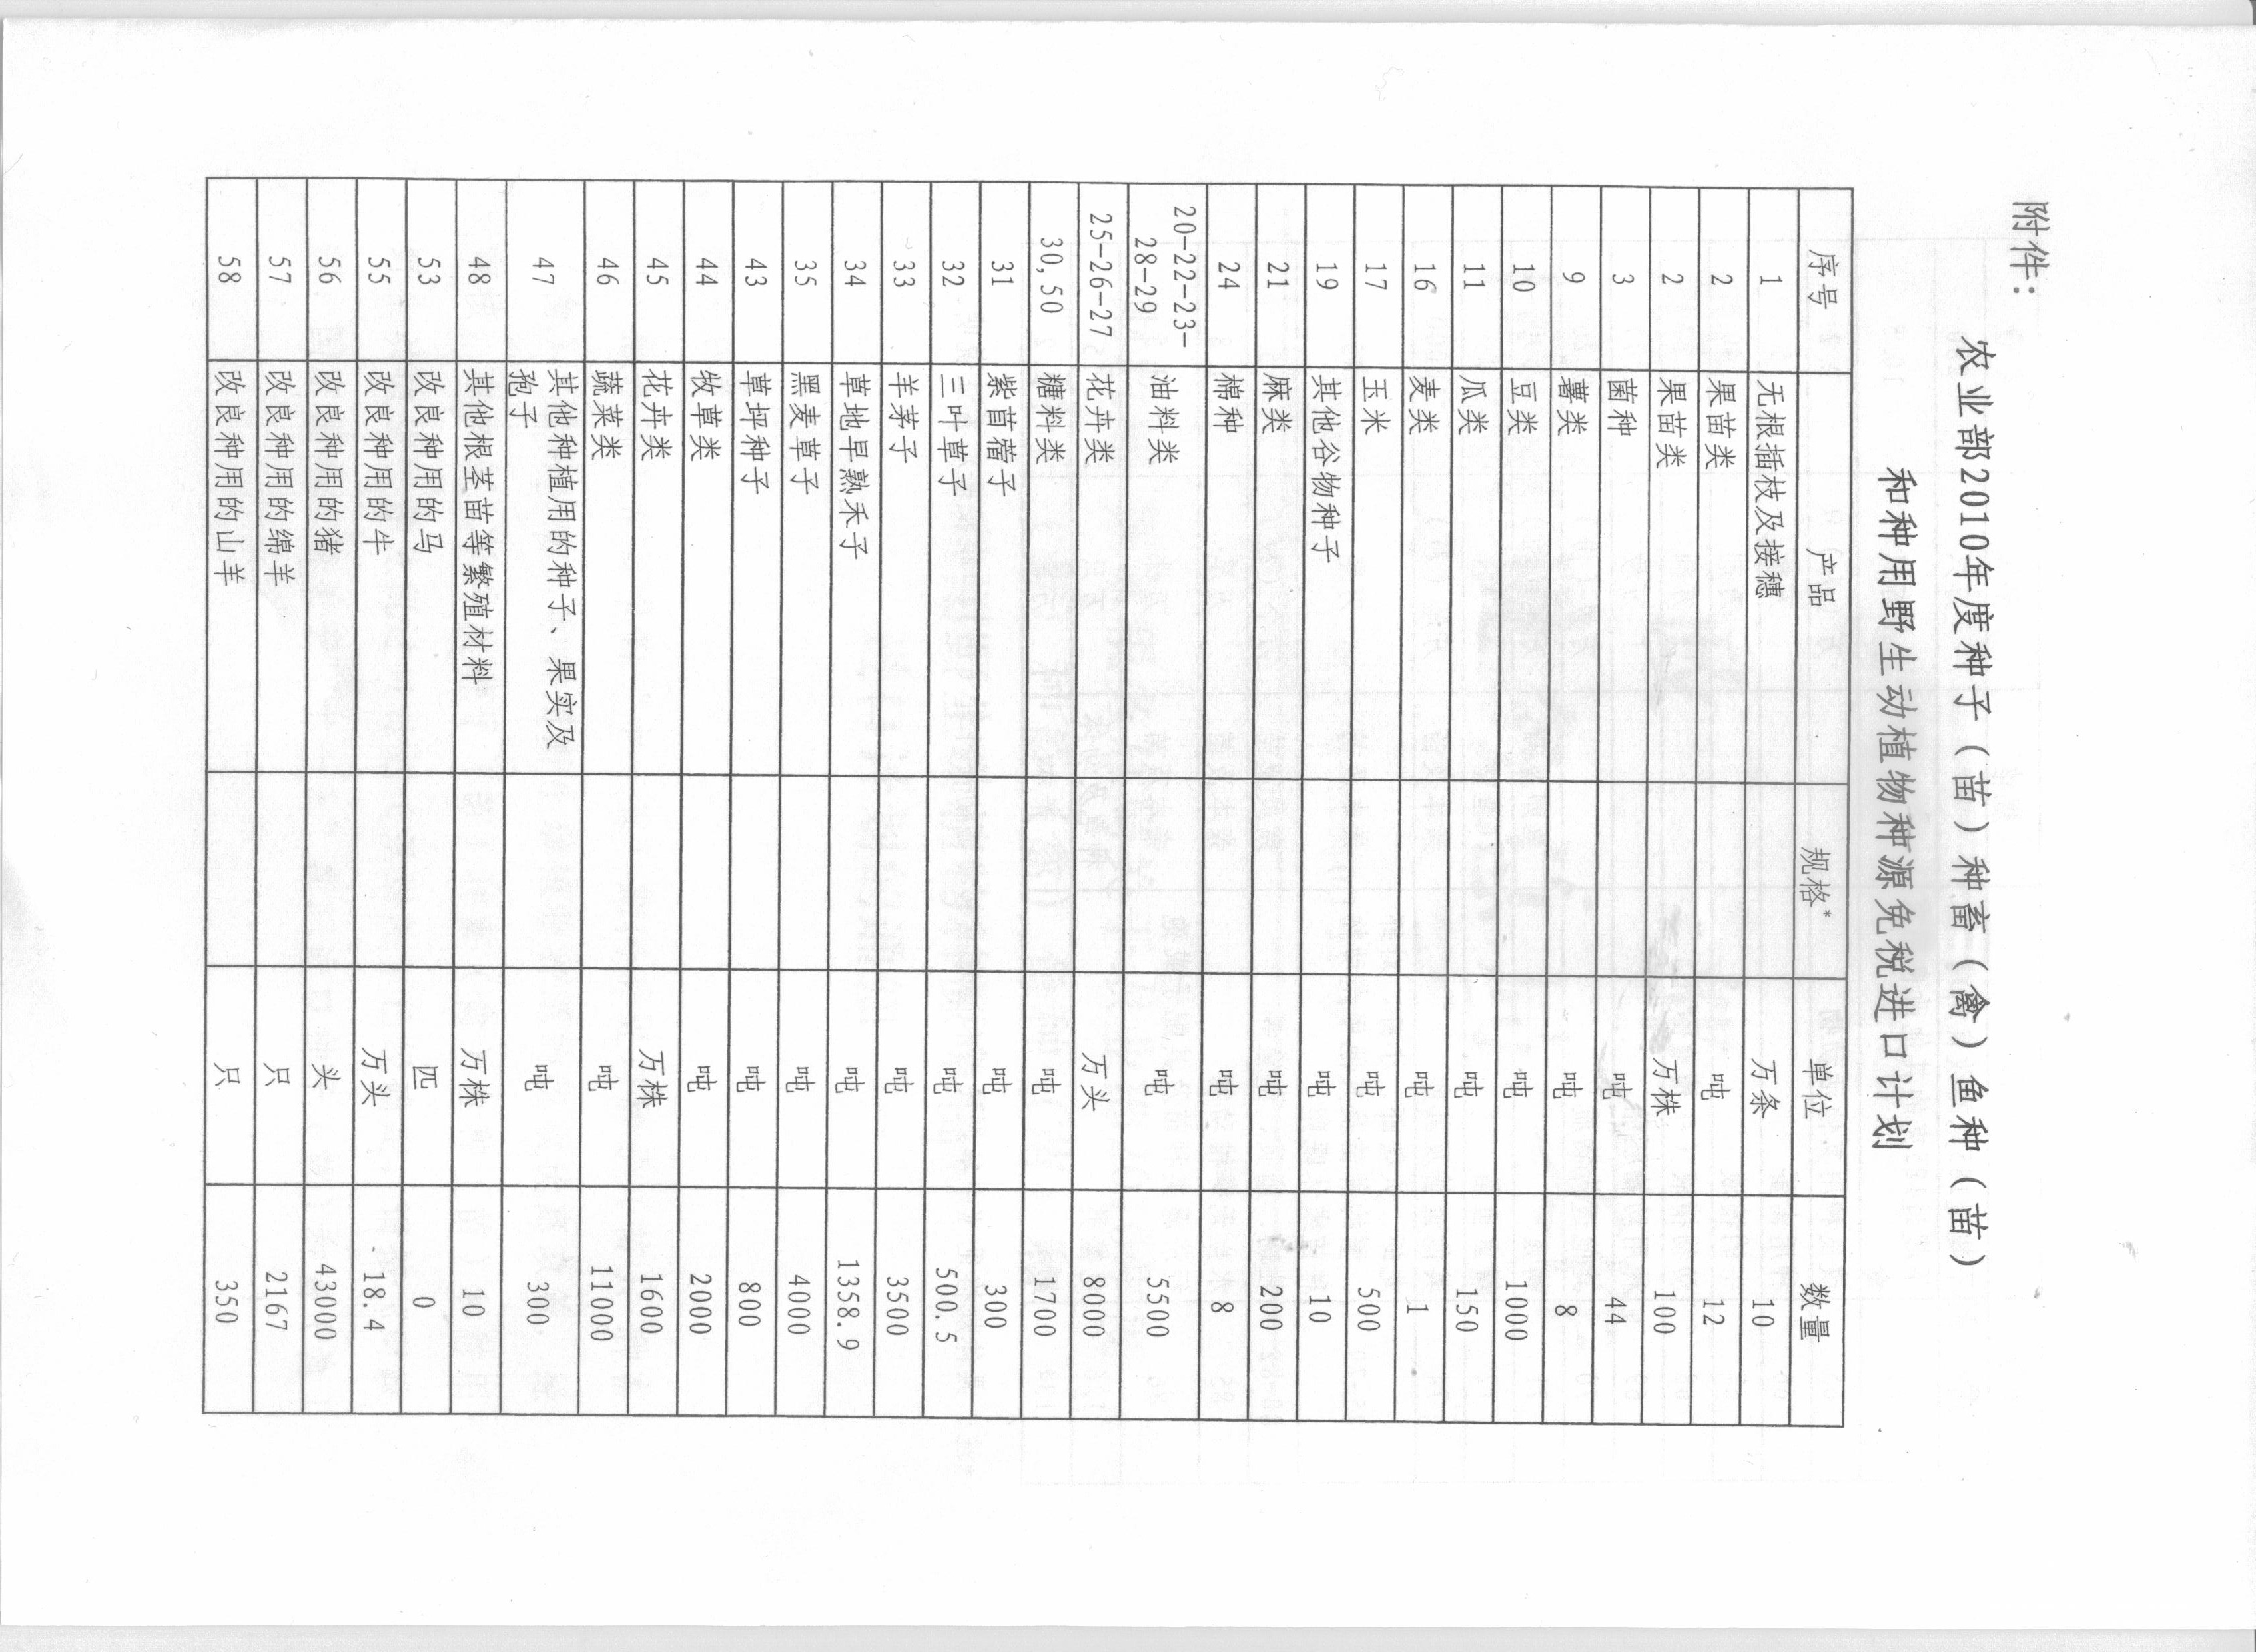 附件：
农业部2010年度种子（苗）种畜（禽）鱼种（苗）
和种用野生动植物种源免税进口计划
序号 产品 规格* 单位 数量
1 无根插枝及接穗 万条 10
2 果苗类 吨 12
2 果苗类 万株 100
3 菌种 吨 44
9 薯类 吨 8
10 豆类 吨 1000
11 瓜类 吨 150
16 麦类 吨 1
17 玉米 吨 500
19 其他谷物种子 吨 10
21 麻类 吨 200
24 棉种 吨 8
20-22-23-
28-29 油料类 吨 5500
25-26-27 花卉类 万头 8000
30,50 糖料类 吨 1700
31 紫苜蓿子 吨 300
32 三叶草子 吨 500.5
33 羊茅子 吨 3500
34 草地早熟禾子 吨 1358.9
35 黑麦草子 吨 4000
43 草坪种子 吨 800
44 牧草类 吨 2000
45 花卉类 万株 1600
46 蔬菜类 吨 11000
47 其他种植用的种子、果实及
孢子 吨 300
48 其他根茎苗等繁殖材料 万株 10
53 改良种用的马 匹 0
55 改良种用的牛 万头 18.4
56 改良种用的猪 头 43000
57 改良种用的绵羊 只 2167
58 改良种用的山羊 只 350